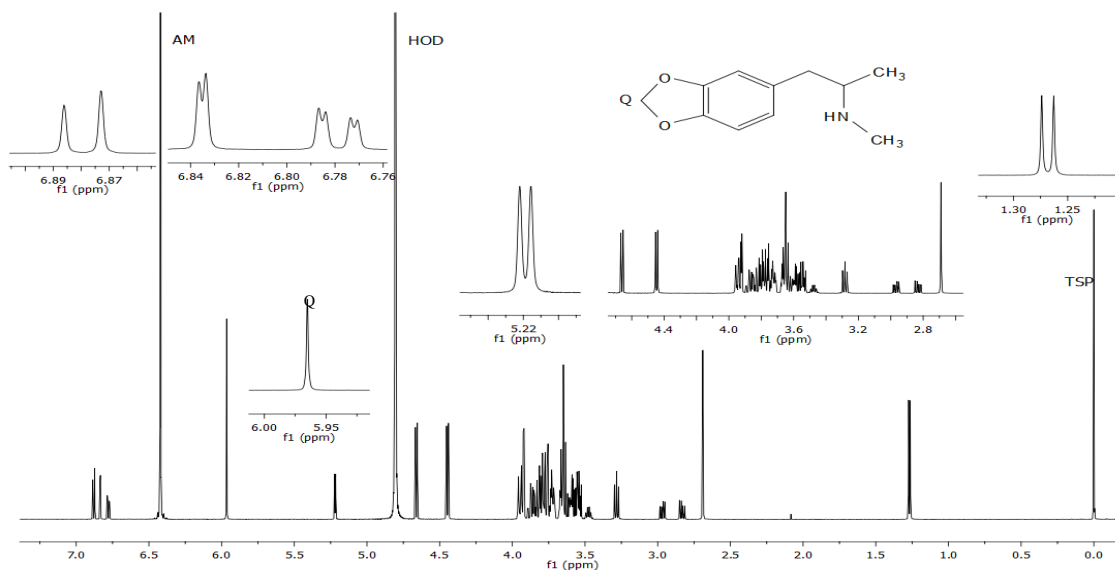 AM
HOD
Q
O
O
CH₃
HN
CH₃
6.89 6.87
f1 (ppm)
6.84 6.82 6.80 6.78 6.76
f1 (ppm)
1.30 1.25
f1 (ppm)
5.22
f1 (ppm)
4.4 4.0 3.6 3.2 2.8
f1 (ppm)
TSP
Q
6.00 5.95
f1 (ppm)
7.0 6.5 6.0 5.5 5.0 4.5 4.0 3.5 3.0 2.5 2.0 1.5 1.0 0.5 0.0
f1 (ppm)